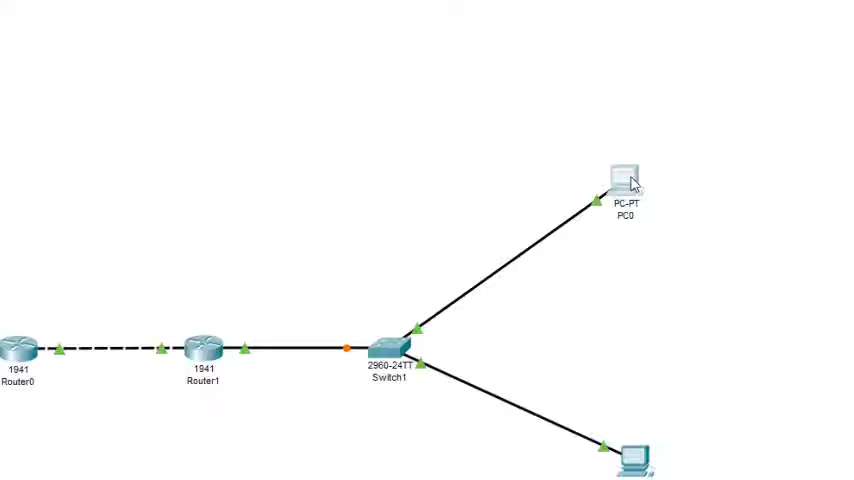 PC-PT
PC0
1941
Router0
1941
Router1
2960-24TT
Switch1